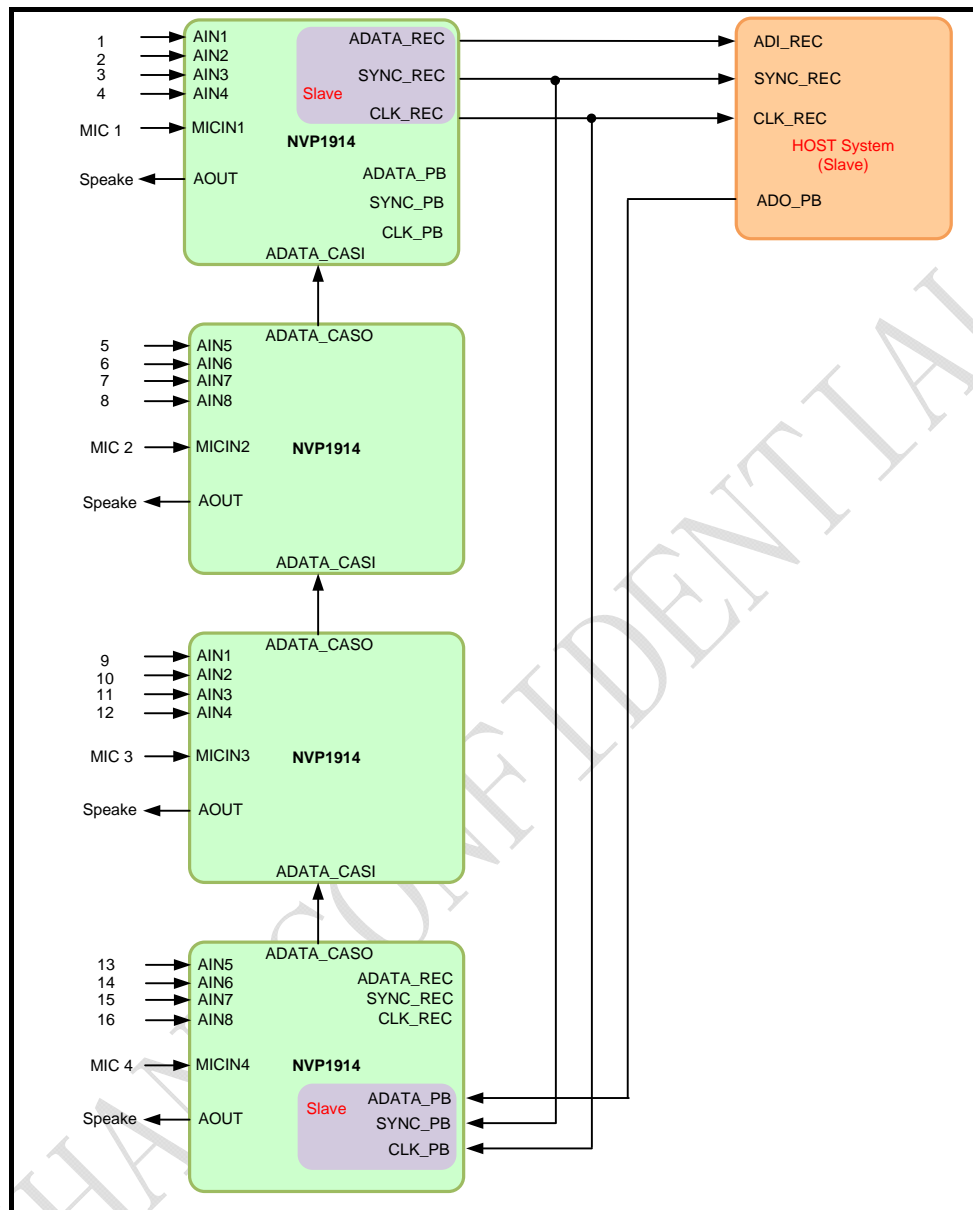 1
AIN1
2
AIN2
3
AIN3
4
AIN4
MIC 1
MICIN1
Speake
AOUT
NVP1914
Slave
ADATA_REC
SYNC_REC
CLK_REC
ADATA_PB
SYNC_PB
CLK_PB
ADATA_CASI
ADI_REC
SYNC_REC
CLK_REC
HOST System
(Slave)
ADO_PB
ADATA_CASO
5
AIN5
6
AIN6
7
AIN7
8
AIN8
MIC 2
MICIN2
NVP1914
Speake
AOUT
ADATA_CASI
ADATA_CASO
9
AIN1
10
AIN2
11
AIN3
12
AIN4
MIC 3
MICIN3
NVP1914
Speake
AOUT
ADATA_CASI
ADATA_CASO
13
AIN5
14
AIN6
15
AIN7
16
AIN8
ADATA_REC
SYNC_REC
CLK_REC
MIC 4
MICIN4
NVP1914
Speake
AOUT
Slave
ADATA_PB
SYNC_PB
CLK_PB
CONFIDENTIAL